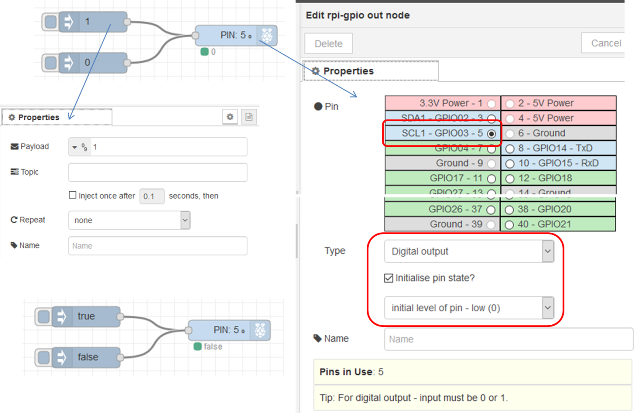 1
PIN: 5
0
0
Properties
Payload
1
Topic
Inject once after 0.1 seconds, then
Repeat none
Name Name
true
PIN: 5
false
false
Edit rpi-gpio out node
Delete Cancel
Properties
Pin
3.3V Power - 1 2 - 5V Power
SDA1 - GPIO02 - 3 4 - 5V Power
SCL1 - GPIO03 - 5 6 - Ground
GPIO04 - 7 8 - GPIO14 - TxD
Ground - 9 10 - GPIO15 - RxD
GPIO17 - 11 12 - GPIO18
GPIO27 - 13 14 - Ground
GPIO26 - 37 38 - GPIO20
Ground - 39 40 - GPIO21
Type Digital output
Initialise pin state?
initial level of pin - low (0)
Name Name
Pins in Use: 5
Tip: For digital output - input must be 0 or 1.